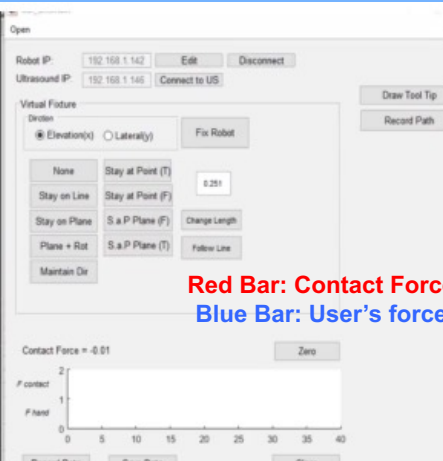 Open
Robot IP: 192.168.1.142 Edit Disconnect
Ultrasound IP: 192.168.1.146 Connect to US
Draw Tool Tip
Virtual Fixture
Direction
Elevation(x) Lateral(y) Fix Robot
Record Path
None Stay at Point (T)
0.251
Stay on Line Stay at Point (F)
Stay on Plane S.a.P Plane (F) Change Length
Plane + Rot S.a.P Plane (T) Follow Line
Maintain Dir
Red Bar: Contact Force
Blue Bar: User's force
Contact Force = -0.01 Zero
2
F contact
1
F hand
0
0 5 10 15 20 25 30 35 40